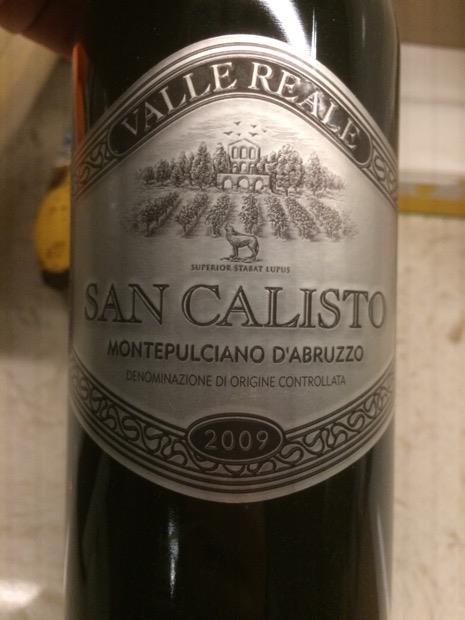 VALLE REALE
SUPERIOR STABAT LUPUS
SAN CALISTO
MONTEPULCIANO D'ABRUZZO
DENOMINAZIONE DI ORIGINE CONTROLLATA
2009